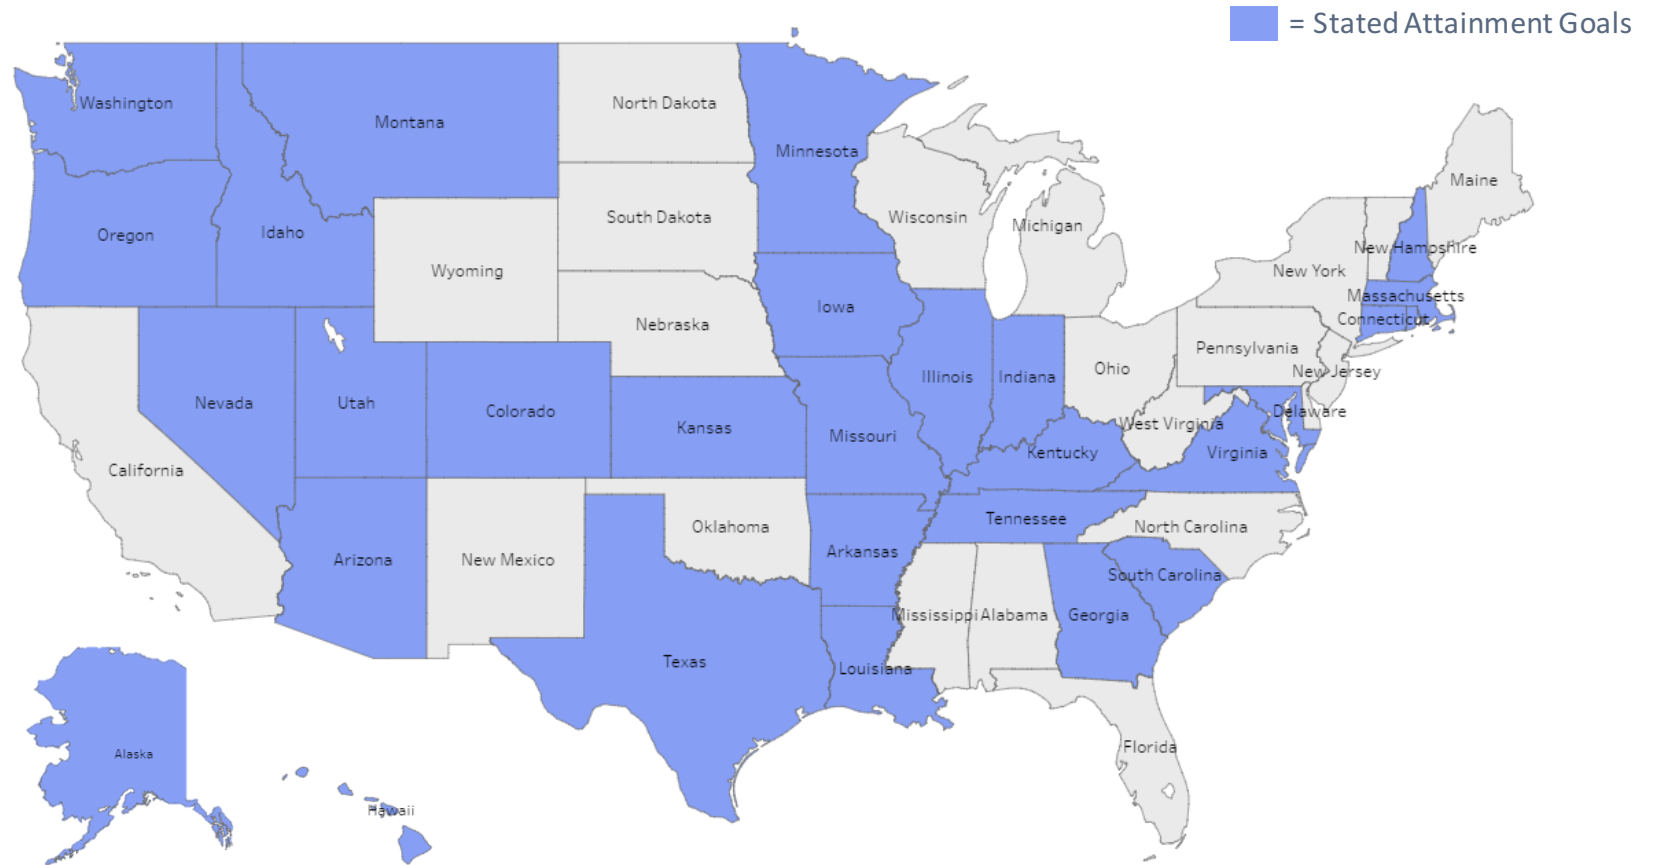 = Stated Attainment Goals
Washington
Montana
North Dakota
Minnesota
Maine
Oregon
Idaho
South Dakota
Wisconsin
Michigan
New Hampshire
Wyoming
New York
Massachusetts
Iowa
Connecticut
Nebraska
Pennsylvania
Ohio
New Jersey
Illinois
Indiana
Nevada
Utah
Colorado
Delaware
Kansas
West Virginia
Missouri
Kentucky
Virginia
California
Tennessee
Oklahoma
North Carolina
Arizona
New Mexico
Arkansas
South Carolina
Mississippi
Alabama
Georgia
Texas
Louisiana
Florida
Alaska
Hawaii